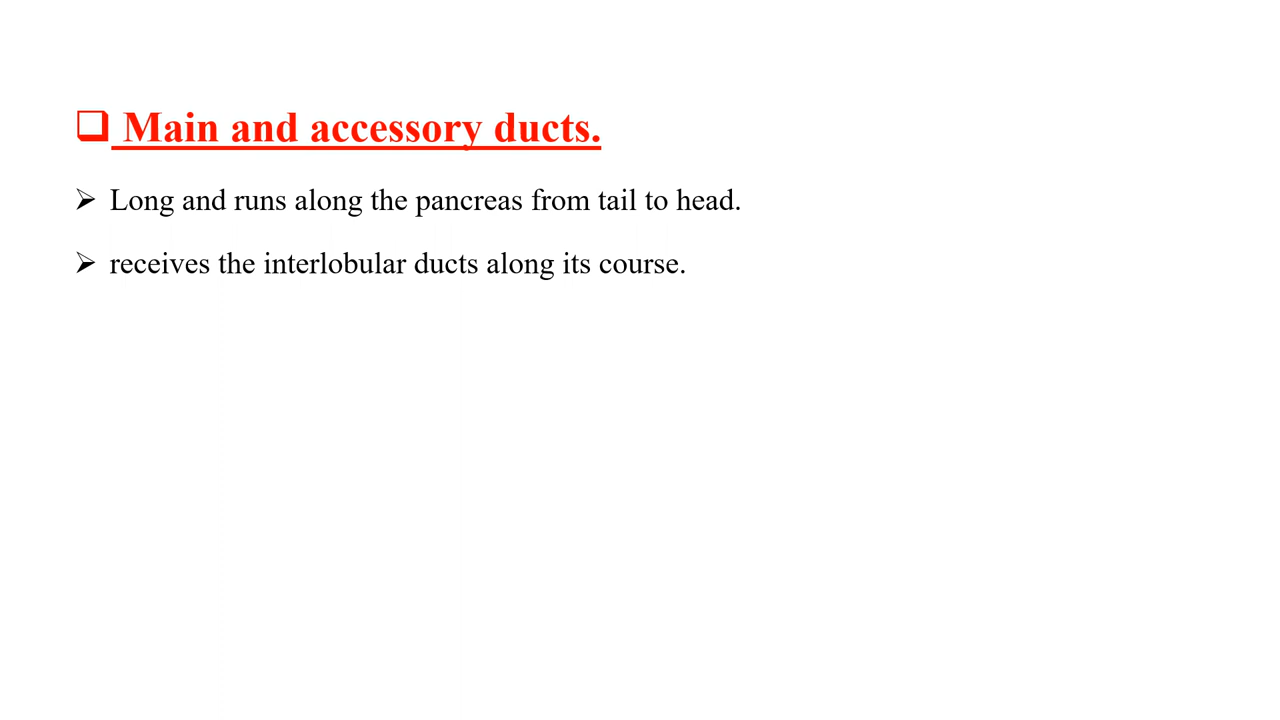 ❑ Main and accessory ducts.
➢ Long and runs along the pancreas from tail to head.
➢ receives the interlobular ducts along its course.